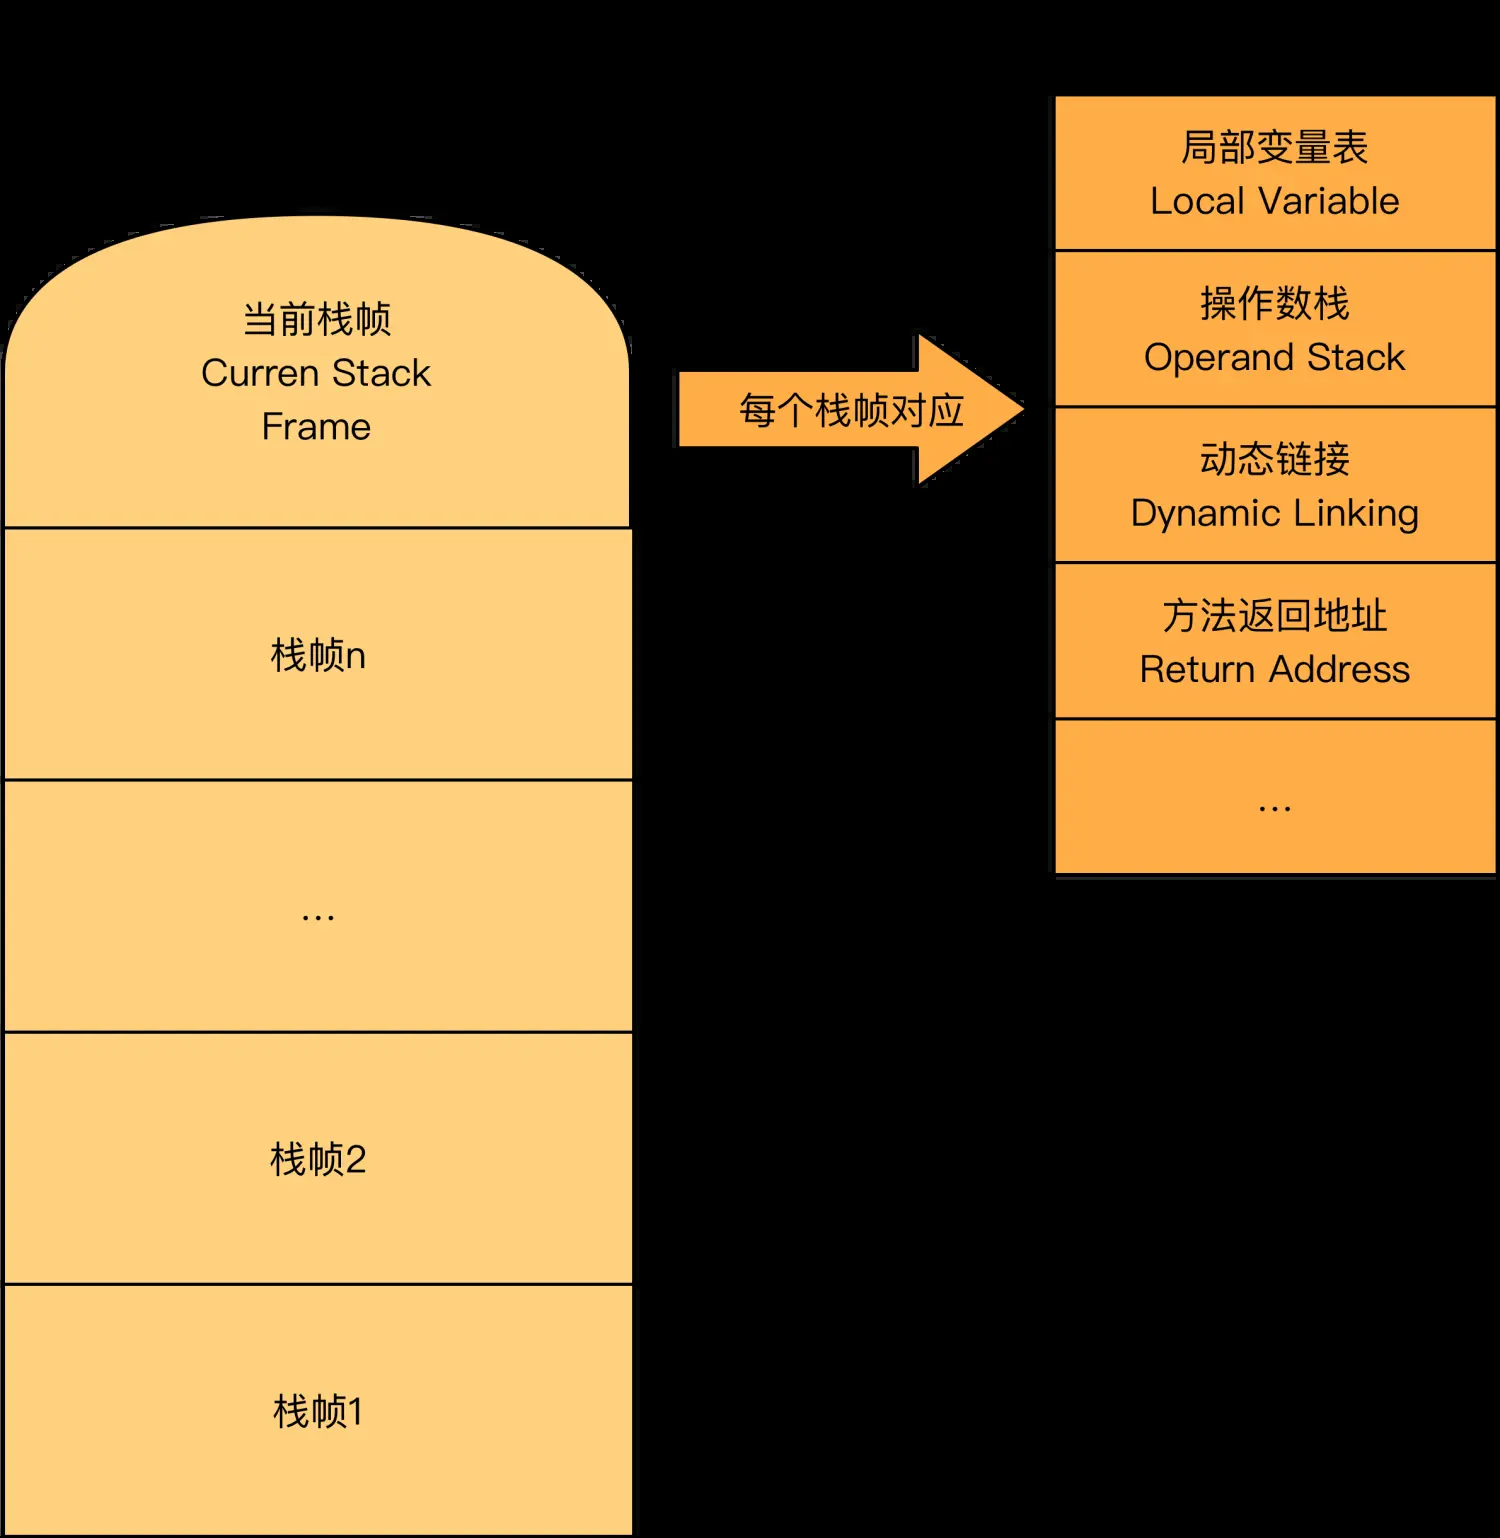 当前栈帧
Curren Stack
Frame
栈帧n
...
栈帧2
栈帧1
每个栈帧对应
局部变量表
Local Variable
操作数栈
Operand Stack
动态链接
Dynamic Linking
方法返回地址
Return Address
...